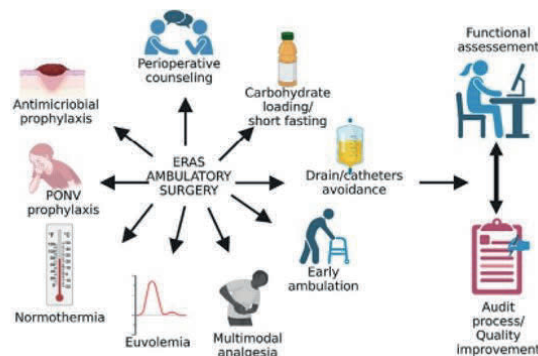 Perioperative
counseling
Functional
assessement
Antimicriobial
prophylaxis
Carbohydrate
loading/
short fasting
ERAS
AMBULATORY
SURGERY
PONV
prophylaxis
Drain/catheters
avoidance
Normothermia
Euvolemia
Multimodal
analgesia
Early
ambulation
Audit
process/
Quality
improvement